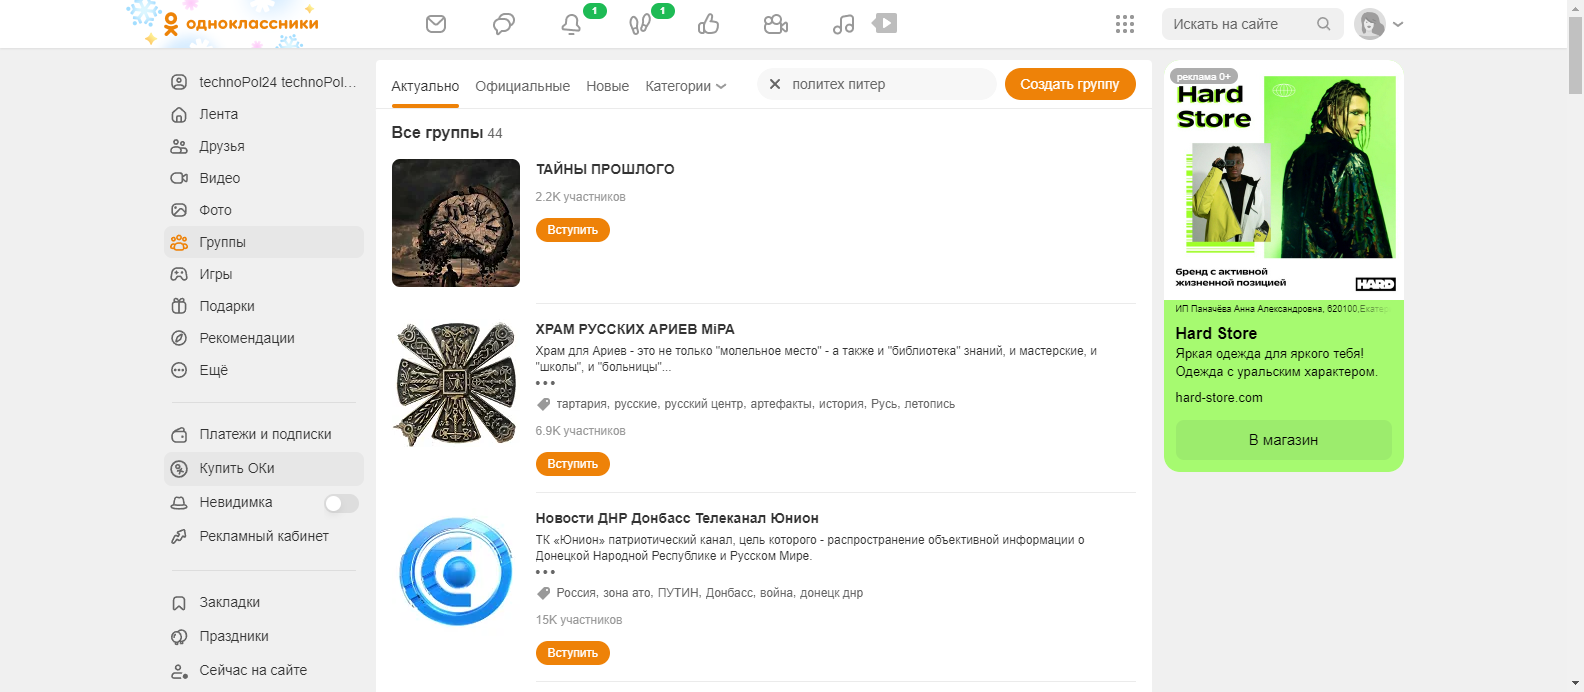 одноклассники
1
1
Искать на сайте
technoPol24 technoPol…
Лента
Друзья
Видео
Фото
Группы
Игры
Подарки
Рекомендации
Ещё
Платежи и подписки
Купить ОКи
Невидимка
Рекламный кабинет
Закладки
Праздники
Сейчас на сайте
Актуально Официальные Новые Категории
политех питер
Создать группу
Все группы 44
ТАЙНЫ ПРОШЛОГО
2.2K участников
Вступить
ХРАМ РУССКИХ АРИЕВ МiРА
Храм для Ариев - это не только "молельное место" - а также и "библиотека" знаний, и мастерские, и
"школы", и "больницы"...
тартария, русские, русский центр, артефакты, история, Русь, летопись
6.9K участников
Вступить
Новости ДНР Донбасс Телеканал Юнион
ТК «Юнион» патриотический канал, цель которого - распространение объективной информации о
Донецкой Народной Республике и Русском Мире.
Россия, зона ато, ПУТИН, Донбасс, война, донецк днр
15K участников
Вступить
реклама 0+
Hard
Store
бренд с активной
жизненной позицией
HARD
ИП Паначёва Анна Александровна, 620100,Екатер
Hard Store
Яркая одежда для яркого тебя!
Одежда с уральским характером.
hard-store.com
В магазин